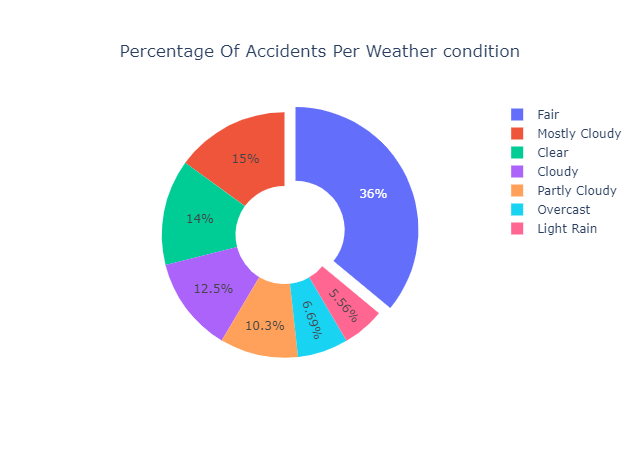 Percentage Of Accidents Per Weather condition
Fair
Mostly Cloudy
Clear
Cloudy
Partly Cloudy
Overcast
Light Rain
36%
15%
14%
12.5%
10.3%
6.69%
5.56%